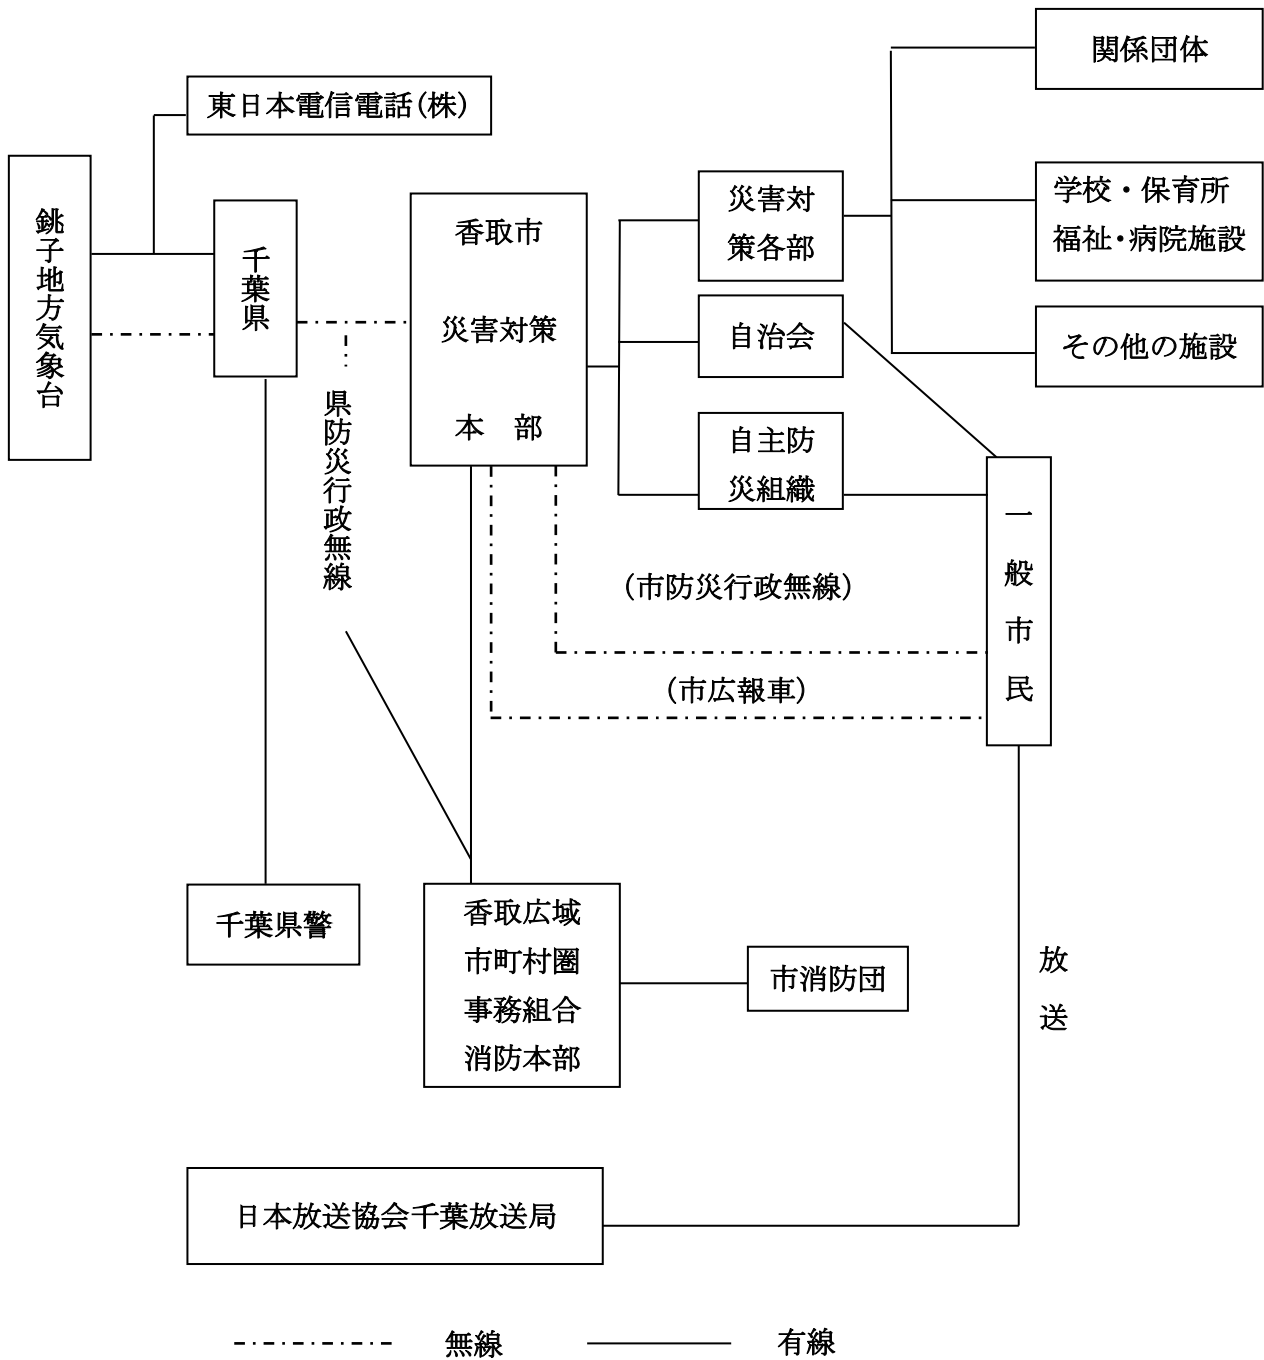 関係団体
東日本電信電話(株)
銚子地方気象台
千葉県
香取市
災害対策
本　部
災害対
策各部
学校・保育所
福祉・病院施設
自治会
その他の施設
県防災行政無線
自主防
災組織
一般市民
(市防災行政無線)
(市広報車)
千葉県警
香取広域
市町村圏
事務組合
消防本部
市消防団
放送
日本放送協会千葉放送局
無線
有線